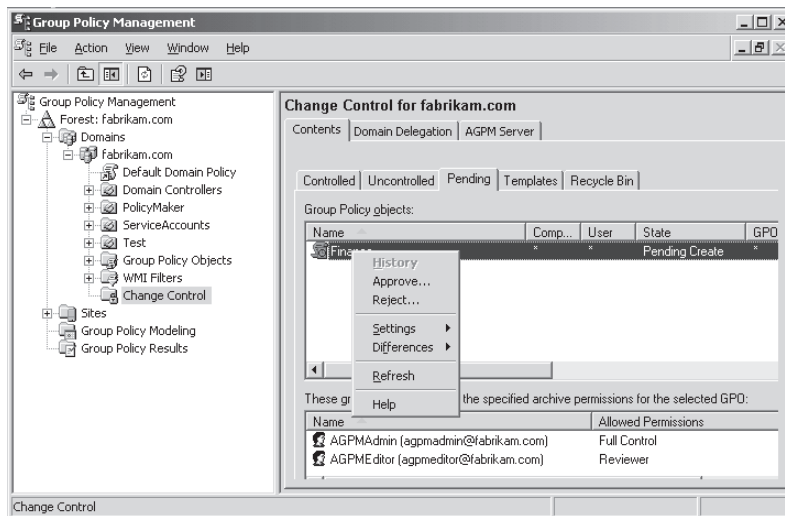 Group Policy Management
File Action View Window Help
Group Policy Management
Forest: fabrikam.com
Domains
fabrikam.com
Default Domain Policy
Domain Controllers
PolicyMaker
ServiceAccounts
Test
Group Policy Objects
WMI Filters
Change Control
Sites
Group Policy Modeling
Group Policy Results
Change Control for fabrikam.com
Contents Domain Delegation AGPM Server
Controlled Uncontrolled Pending Templates Recycle Bin
Group Policy objects:
Name Comp... User State GPO
Finance * * Pending Create *
History
Approve...
Reject...
Settings
Differences
Refresh
Help
These gr the specified archive permissions for the selected GPO:
Name Allowed Permissions
AGPMAdmin (agpmadmin@fabrikam.com) Full Control
AGPMEditor (agpmeditor@fabrikam.com) Reviewer
Change Control